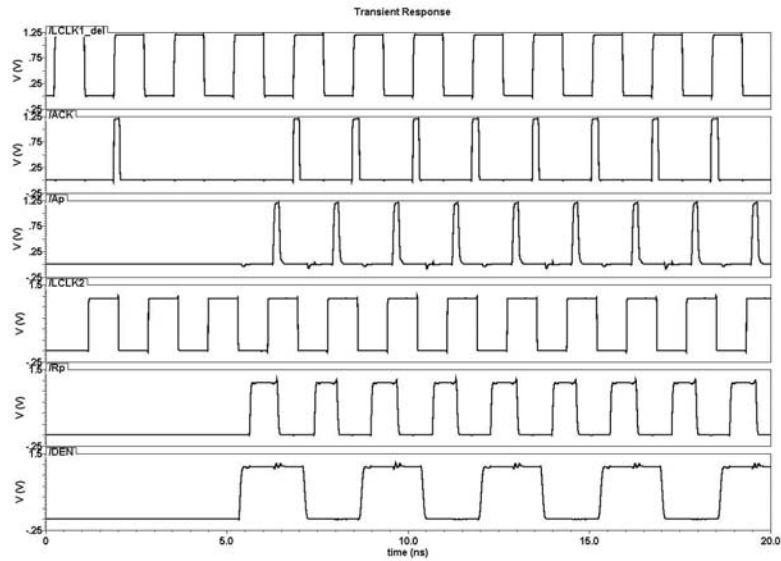 Transient Response
/LCLK1_del
1.25
.75
.25
-.25
V (V)
/ACK
1.25
.75
.25
-.25
V (V)
/Ap
1.25
.75
.25
-.25
V (V)
/LCLK2
1.5
-.25
V (V)
/Rp
1.5
-.25
V (V)
/DEN
1.5
-.25
V (V)
0 5.0 10.0 15.0 20.0
time (ns)